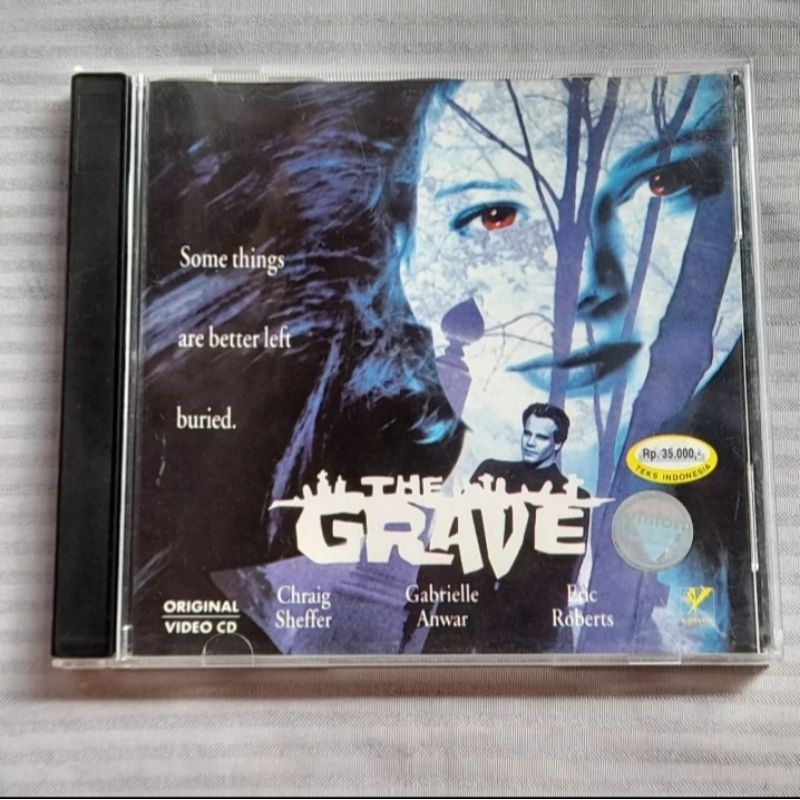 Some things
are better left
buried.
Rp. 35.000,-
TEKS INDONESIA
THE
GRAVE
ORIGINAL
VIDEO CD
Chraig
Sheffer
Gabrielle
Anwar
Eric
Roberts